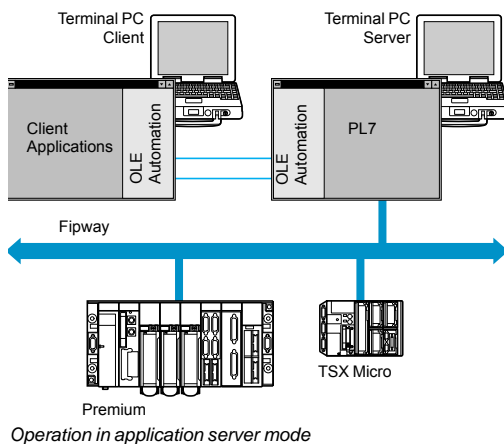 Terminal PC
Client
Terminal PC
Server
Client
Applications
OLE
Automation
OLE
Automation
PL7
Fipway
Premium
TSX Micro
Operation in application server mode